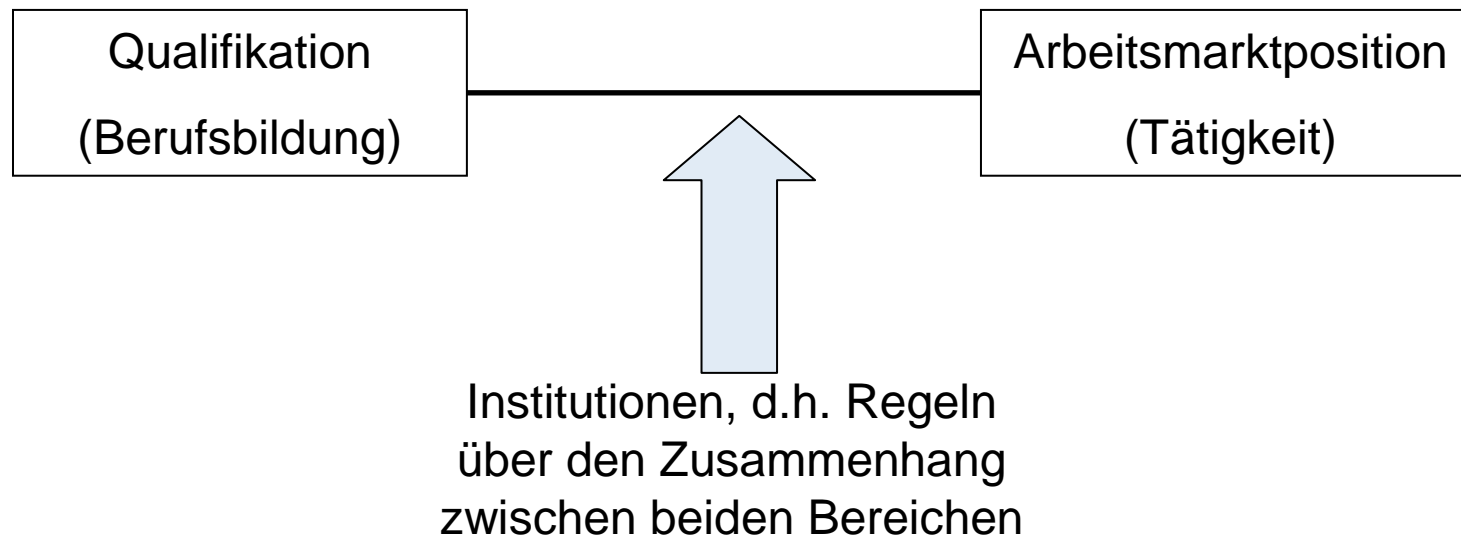 Qualifikation
(Berufsbildung)
Arbeitsmarktposition
(Tätigkeit)
Institutionen, d.h. Regeln
über den Zusammenhang
zwischen beiden Bereichen